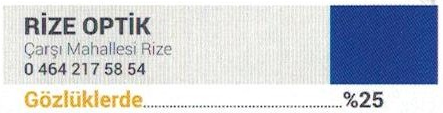 RİZE OPTİK
Çarşı Mahallesi Rize
0 464 217 58 54
Gözlüklerde..................................................%25